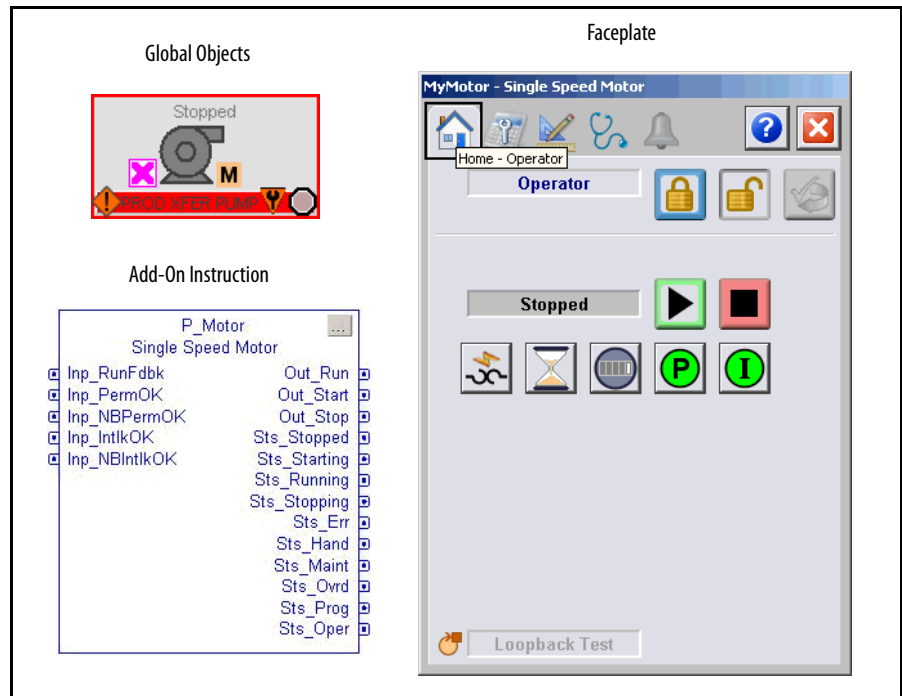 Global Objects
Faceplate
Stopped
M
PROD XFER PUMP
Add-On Instruction
P_Motor
...
Single Speed Motor
Inp_RunFdbk
Inp_PermOK
Inp_NBPermOK
Inp_IntlkOK
Inp_NBIntlkOK
Out_Run
Out_Start
Out_Stop
Sts_Stopped
Sts_Starting
Sts_Running
Sts_Stopping
Sts_Err
Sts_Hand
Sts_Maint
Sts_Ovrd
Sts_Prog
Sts_Oper
MyMotor - Single Speed Motor
?
Home - Operator
Operator
Stopped
P
I
Loopback Test